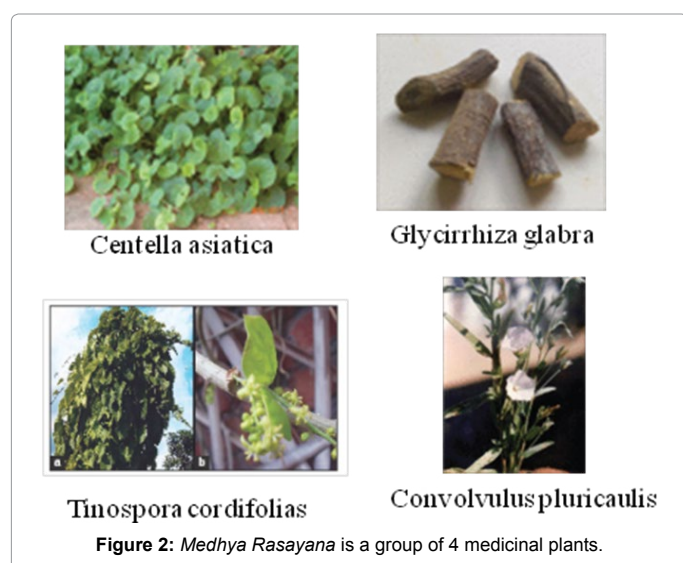 Centella asiatica
Glycirrhiza glabra
a b
Tinospora cordifolias
Convolvulus pluricaulis
Figure 2: Medhya Rasayana is a group of 4 medicinal plants.